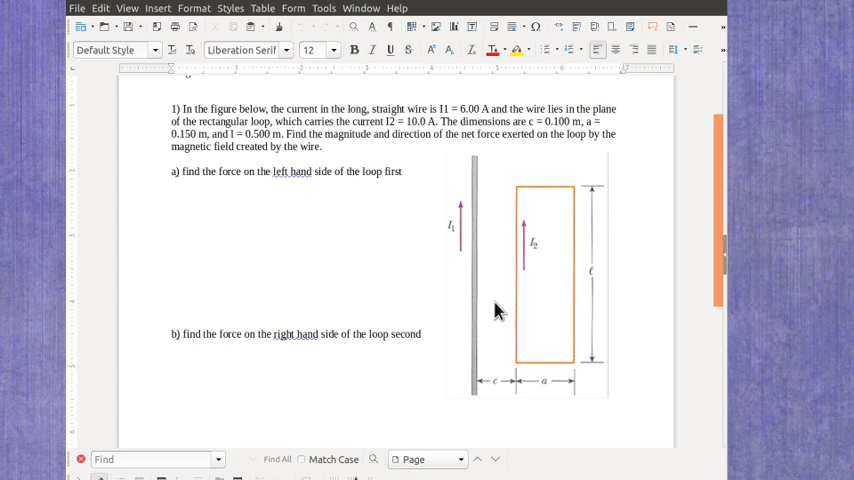 File Edit View Insert Format Styles Table Form Tools Window Help
Default Style Liberation Serif 12
1) In the figure below, the current in the long, straight wire is I1 = 6.00 A and the wire lies in the plane
of the rectangular loop, which carries the current I2 = 10.0 A. The dimensions are c = 0.100 m, a =
0.150 m, and l = 0.500 m. Find the magnitude and direction of the net force exerted on the loop by the
magnetic field created by the wire.
a) find the force on the left hand side of the loop first
I1
I2
ℓ
b) find the force on the right hand side of the loop second
c a
Find Find All Match Case Page